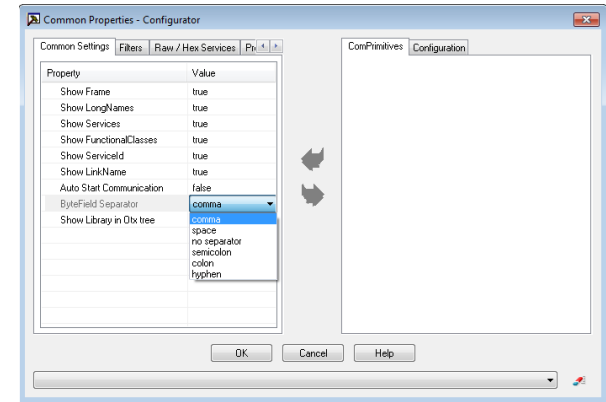 Common Properties - Configurator
Common Settings Filters Raw / Hex Services
ComPrimitives Configuration
Property Value
Show Frame true
Show LongNames true
Show Services true
Show FunctionalClasses true
Show ServiceId true
Show LinkName true
Auto Start Communication false
ByteField Separator comma
Show Library in Otx tree
comma
space
no separator
semicolon
colon
hyphen
OK Cancel Help